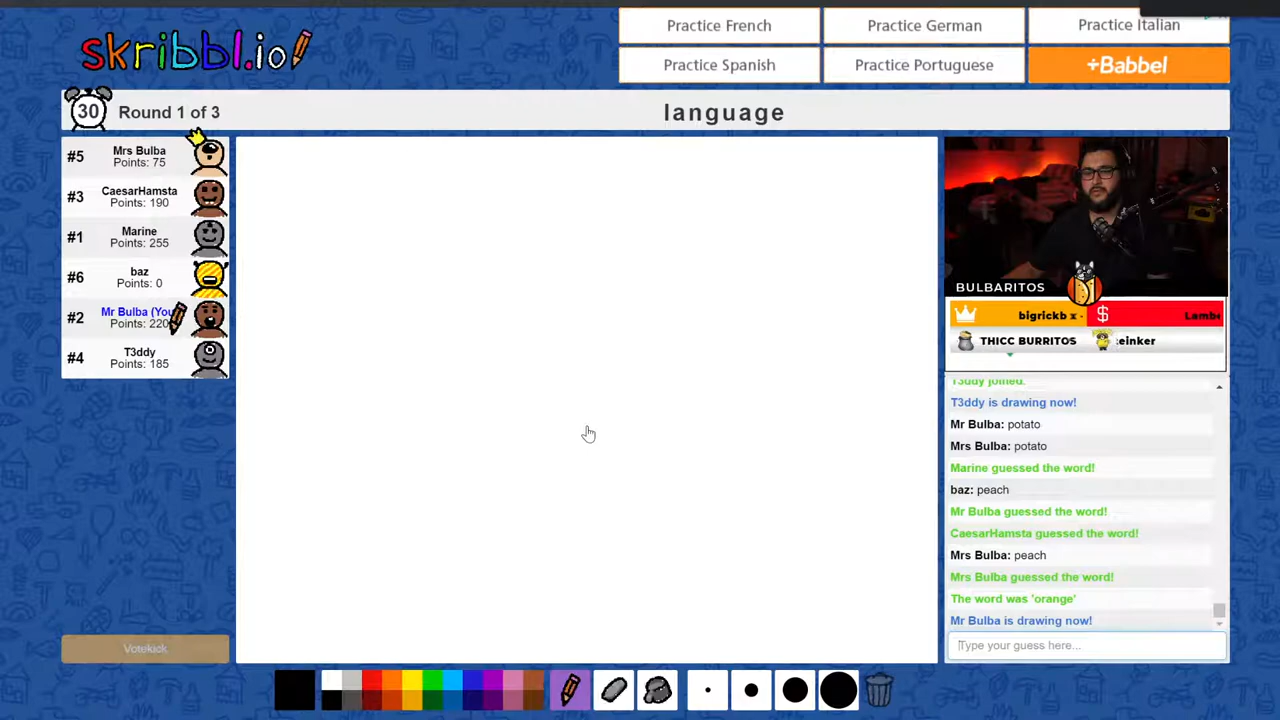 Practice French
Practice German
Practice Italian
skribbl.io
Practice Spanish
Practice Portuguese
+Babbel
30
Round 1 of 3
language
#5
Mrs Bulba
Points: 75
#3
CaesarHamsta
Points: 190
#1
Marine
Points: 255
#6
baz
Points: 0
#2
Mr Bulba (You
Points: 220
#4
T3ddy
Points: 185
BULBARITOS
bigrickb x -
$
Lambe
THICC BURRITOS
:einker
T3ddy joined.
T3ddy is drawing now!
Mr Bulba: potato
Mrs Bulba: potato
Marine guessed the word!
baz: peach
Mr Bulba guessed the word!
CaesarHamsta guessed the word!
Mrs Bulba: peach
Mrs Bulba guessed the word!
The word was 'orange'
Mr Bulba is drawing now!
Type your guess here...
Votekick